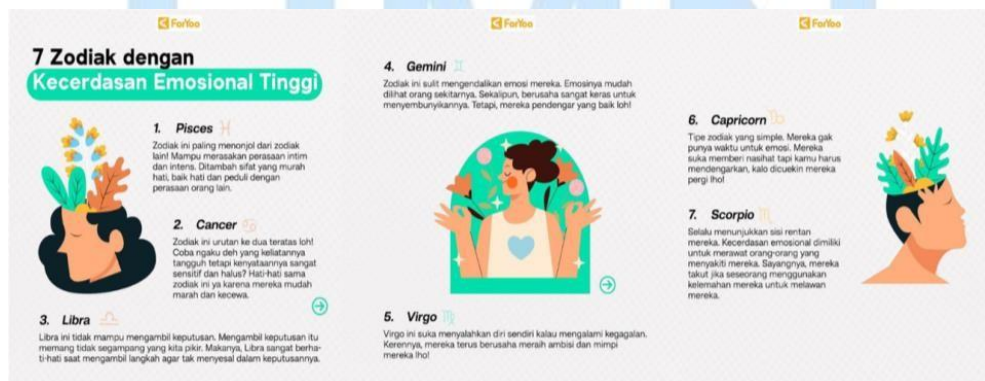 ForYoo
7 Zodiak dengan
Kecerdasan Emosional Tinggi
1. Pisces
Zodiak ini paling menonjol dari zodiak
lain! Mampu merasakan perasaan intim
dan intens. Ditambah sifat yang murah
hati, baik hati dan peduli dengan
perasaan orang lain.
2. Cancer
Zodiak ini urutan ke dua teratas loh!
Coba ngaku deh yang keliatannya
tangguh tetapi kenyataannya sangat
sensitif dan halus? Hati-hati sama
zodiak ini ya karena mereka mudah
marah dan kecewa.
3. Libra
Libra ini tidak mampu mengambil keputusan. Mengambil keputusan itu
memang tidak segampang yang kita pikir. Makanya, Libra sangat berha-
ti-hati saat mengambil langkah agar tak menyesal dalam keputusannya.
ForYoo
4. Gemini
Zodiak ini sulit mengendalikan emosi mereka. Emosinya mudah
dilihat orang sekitarnya. Sekalipun, berusaha sangat keras untuk
menyembunyikannya. Tetapi, mereka pendengar yang baik loh!
5. Virgo
Virgo ini suka menyalahkan diri sendiri kalau mengalami kegagalan.
Kerennya, mereka terus berusaha meraih ambisi dan mimpi
mereka lho!
ForYoo
6. Capricorn
Tipe zodiak yang simple. Mereka gak
punya waktu untuk emosi. Mereka
suka memberi nasihat tapi kamu harus
mendengarkan, kalo dicuekin mereka
pergi lho!
7. Scorpio
Selalu menunjukkan sisi rentan
mereka. Kecerdasan emosional dimiliki
untuk merawat orang-orang yang
menyakiti mereka. Sayangnya, mereka
takut jika seseorang menggunakan
kelemahan mereka untuk melawan
mereka.